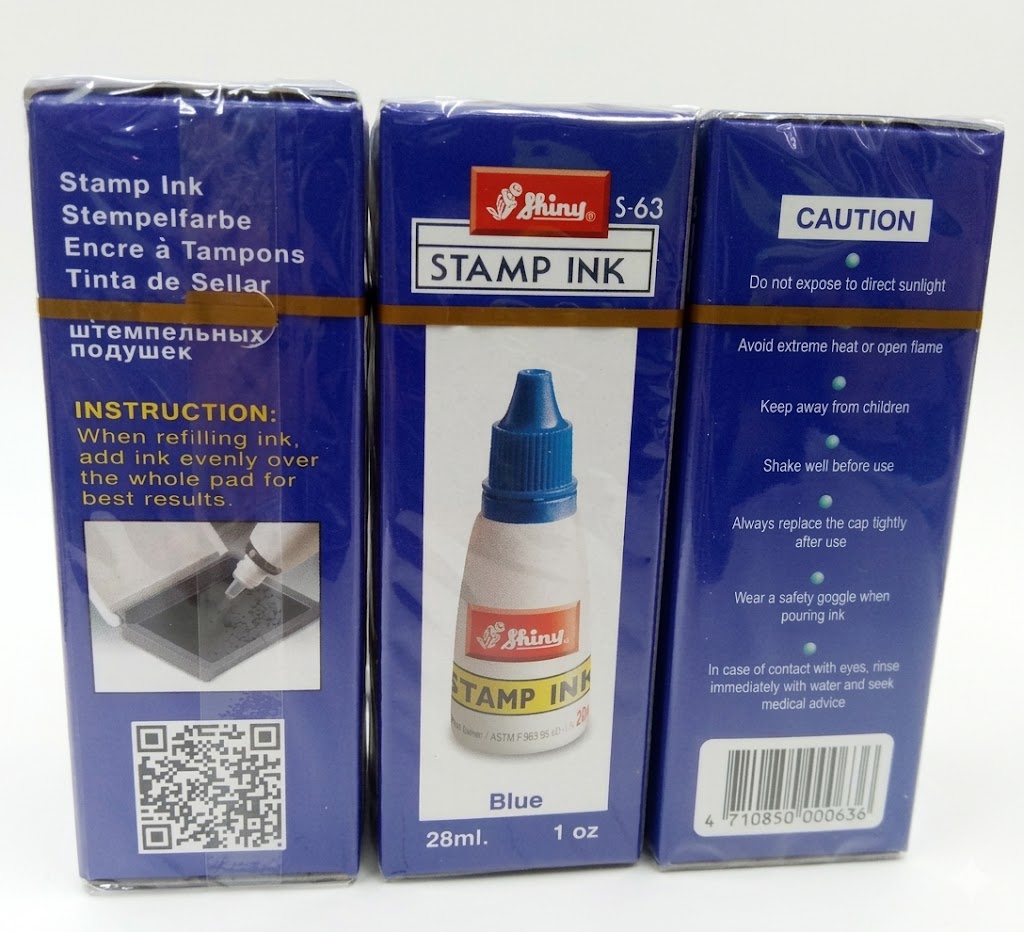 Stamp Ink
Stempelfarbe
Encre à Tampons
Tinta de Sellar
штемпельных
подушек
INSTRUCTION:
When refilling ink,
add ink evenly over
the whole pad for
best results.
Shiny® S-63
STAMP INK
Shiny
STAMP INK
ASTM F963 95
Blue
28ml. 1 oz
CAUTION
Do not expose to direct sunlight
Avoid extreme heat or open flame
Keep away from children
Shake well before use
Always replace the cap tightly
after use
Wear a safety goggle when
pouring ink
In case of contact with eyes, rinse
immediately with water and seek
medical advice
4 710850 000636